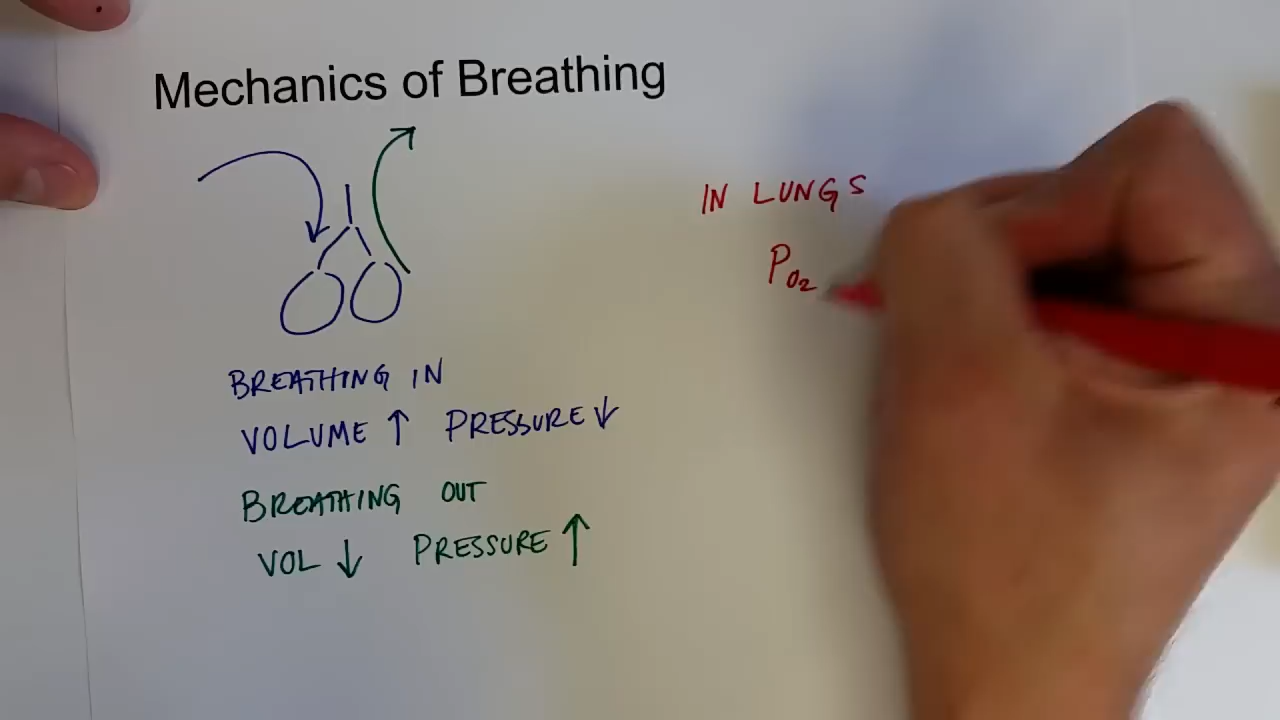 Mechanics of Breathing
IN LUNGS
PO₂
BREATHING IN
VOLUME ↑ PRESSURE ↓
BREATHING OUT
VOL ↓ PRESSURE ↑